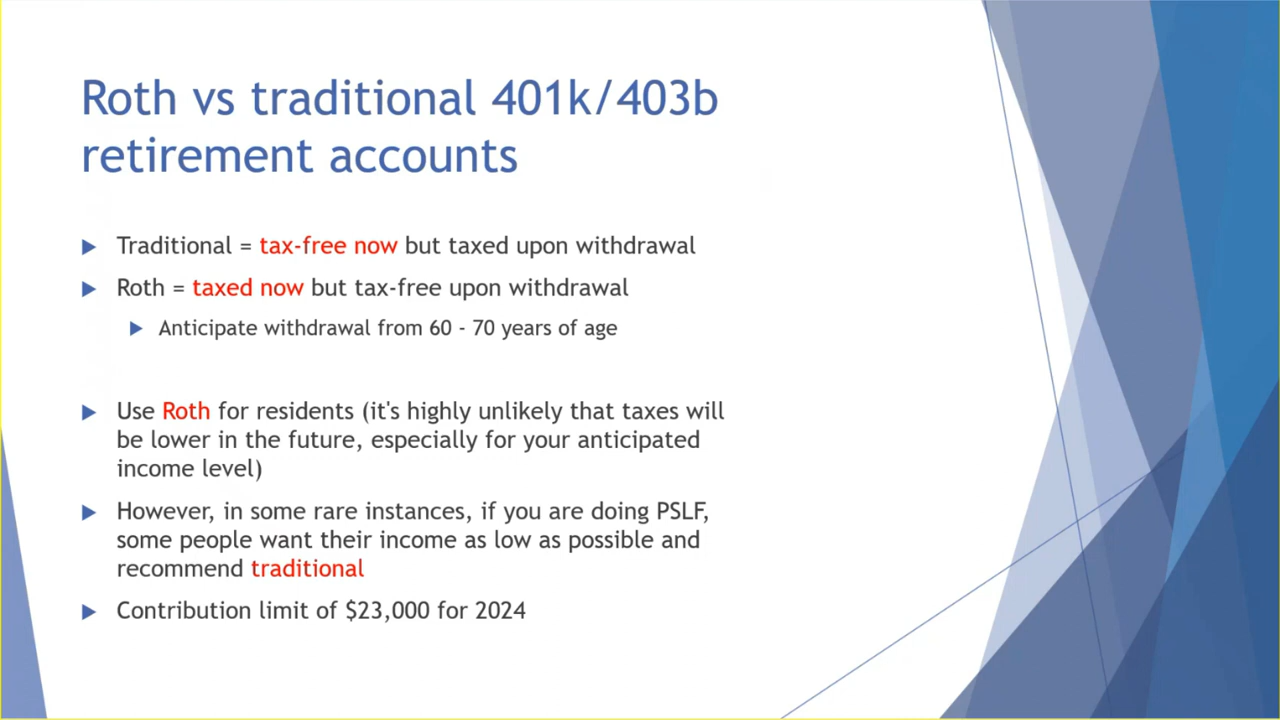 Roth vs traditional 401k/403b
retirement accounts
Traditional = tax-free now but taxed upon withdrawal
Roth = taxed now but tax-free upon withdrawal
Anticipate withdrawal from 60 - 70 years of age
Use Roth for residents (it's highly unlikely that taxes will
be lower in the future, especially for your anticipated
income level)
However, in some rare instances, if you are doing PSLF,
some people want their income as low as possible and
recommend traditional
Contribution limit of $23,000 for 2024